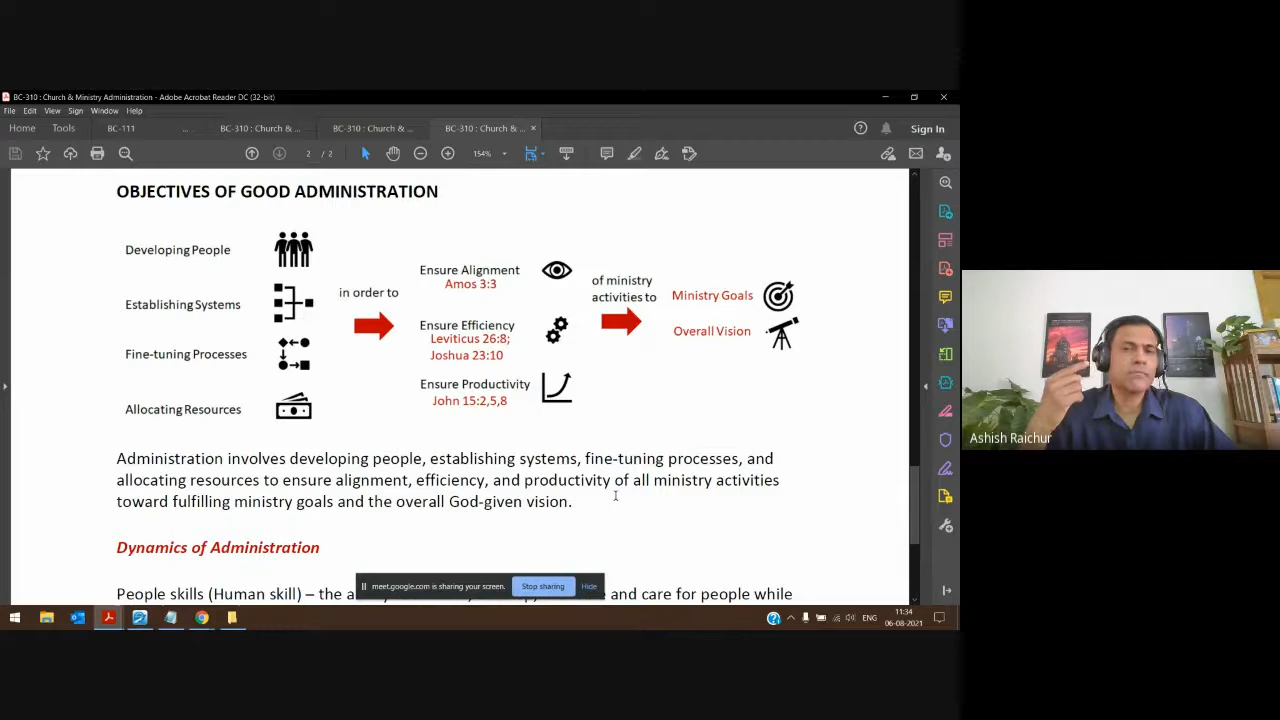 BC-310 : Church & Ministry Administration - Adobe Acrobat Reader DC (32-bit)
File Edit View Sign Window Help
Home Tools BC-111 ... BC-310 : Church & ... BC-310 : Church & ... BC-310 : Church & ... × Sign In
2 / 2 154%
OBJECTIVES OF GOOD ADMINISTRATION
Developing People
Establishing Systems
Fine-tuning Processes
Allocating Resources
in order to
Ensure Alignment
Amos 3:3
Ensure Efficiency
Leviticus 26:8;
Joshua 23:10
Ensure Productivity
John 15:2,5,8
of ministry
activities to
Ministry Goals
Overall Vision
Administration involves developing people, establishing systems, fine-tuning processes, and
allocating resources to ensure alignment, efficiency, and productivity of all ministry activities
toward fulfilling ministry goals and the overall God-given vision.
Dynamics of Administration
People skills (Human skill) – the and care for people while
meet.google.com is sharing your screen. Stop sharing Hide
Ashish Raichur
ENG 11:34
06-08-2021